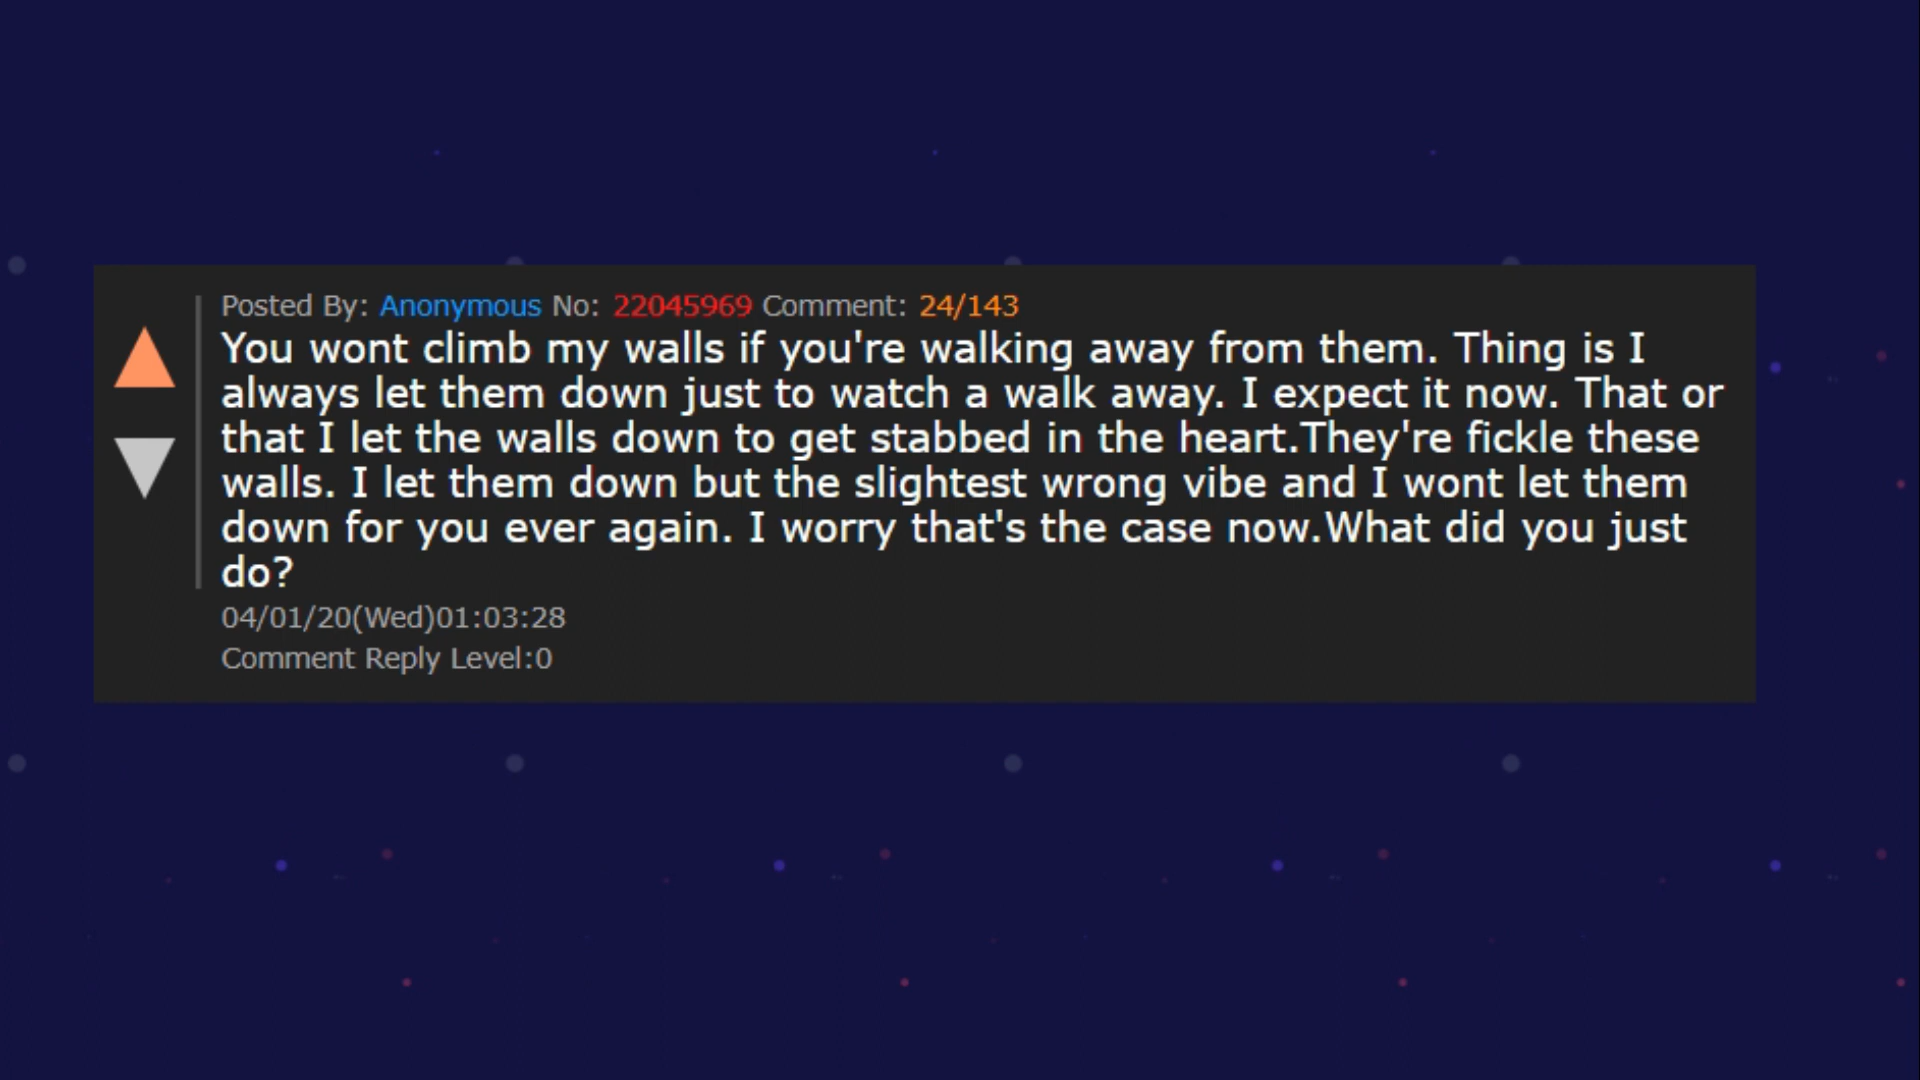 Posted By: Anonymous No: 22045969 Comment: 24/143
You wont climb my walls if you're walking away from them. Thing is I
always let them down just to watch a walk away. I expect it now. That or
that I let the walls down to get stabbed in the heart.They're fickle these
walls. I let them down but the slightest wrong vibe and I wont let them
down for you ever again. I worry that's the case now.What did you just
do?
04/01/20(Wed)01:03:28
Comment Reply Level:0